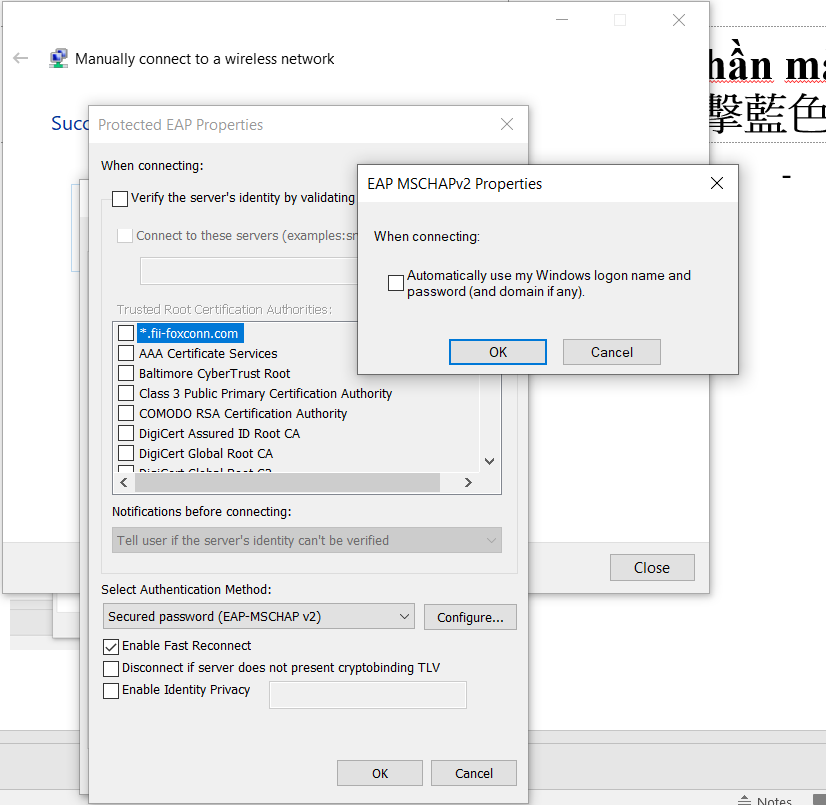 Manually connect to a wireless network
hần m
擊藍色
Succ
Protected EAP Properties
When connecting:
Verify the server's identity by validating
Connect to these servers (examples:sr
Trusted Root Certification Authorities:
*.fii-foxconn.com
AAA Certificate Services
Baltimore CyberTrust Root
Class 3 Public Primary Certification Authority
COMODO RSA Certification Authority
DigiCert Assured ID Root CA
DigiCert Global Root CA
DigiCert Global Root G2
Notifications before connecting:
Tell user if the server's identity can't be verified
Select Authentication Method:
Secured password (EAP-MSCHAP v2)
Configure...
Enable Fast Reconnect
Disconnect if server does not present cryptobinding TLV
Enable Identity Privacy
OK
Cancel
EAP MSCHAPv2 Properties
When connecting:
Automatically use my Windows logon name and
password (and domain if any).
OK
Cancel
-
Close
Notes